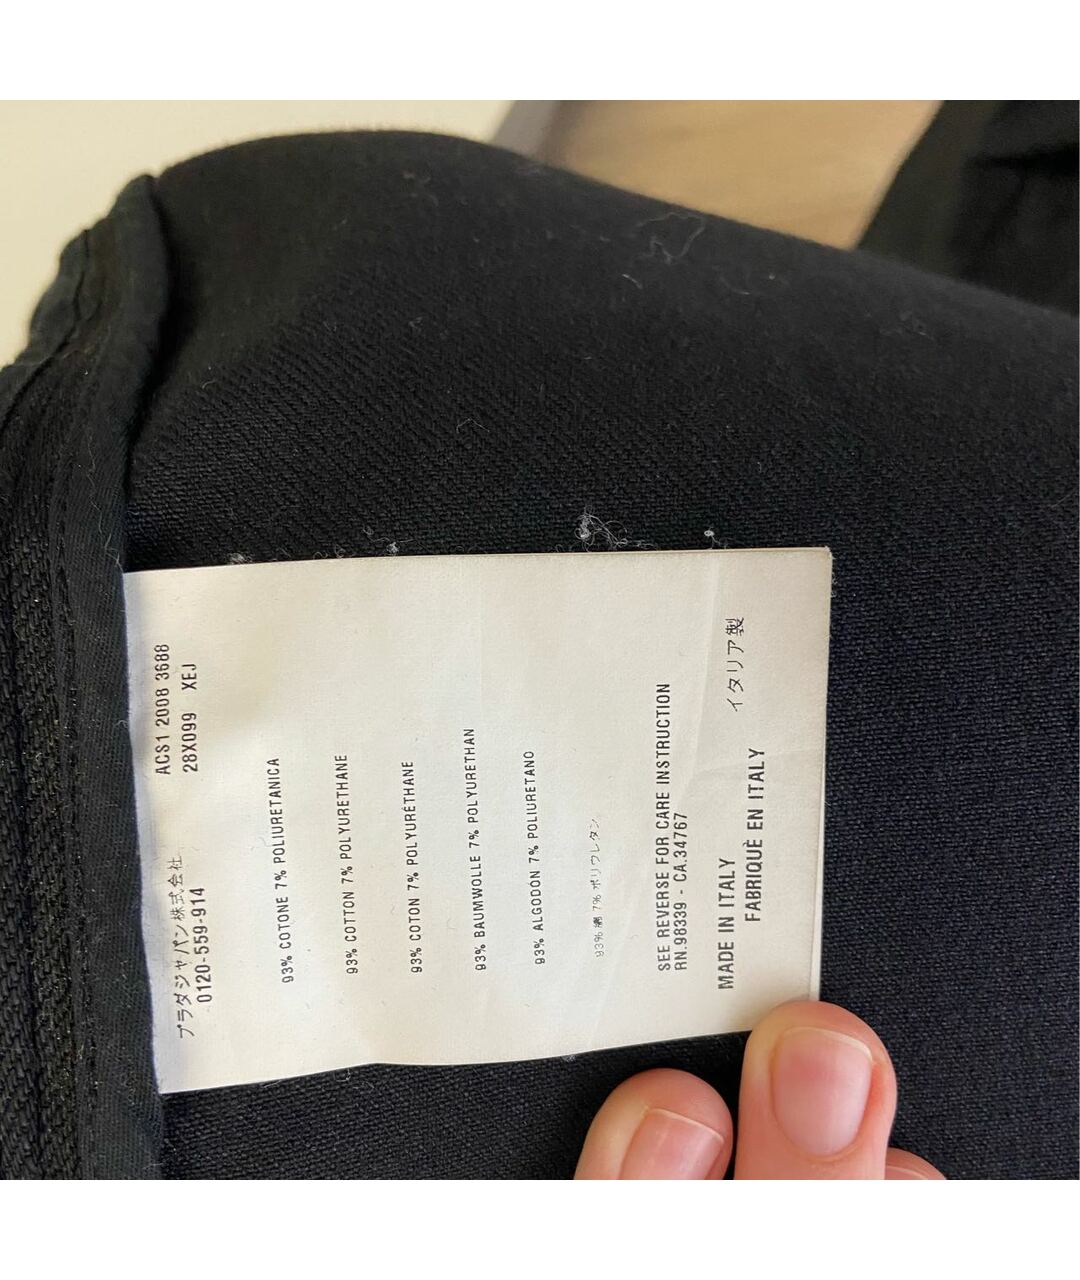 プラダジャパン株式会社 ACS1 2008 3688
0120-559-914 28X099 XEJ
93% COTONE 7% POLIURETANICA
93% COTTON 7% POLYURETHANE
93% COTON 7% POLYURÉTHANE
93% BAUMWOLLE 7% POLYURETHAN
93% ALGODÓN 7% POLIURETANO
93% 綿 7% ポリウレタン
SEE REVERSE FOR CARE INSTRUCTION
RN.98339 - CA.34767
MADE IN ITALY イタリア製
FABRIQUÉ EN ITALY